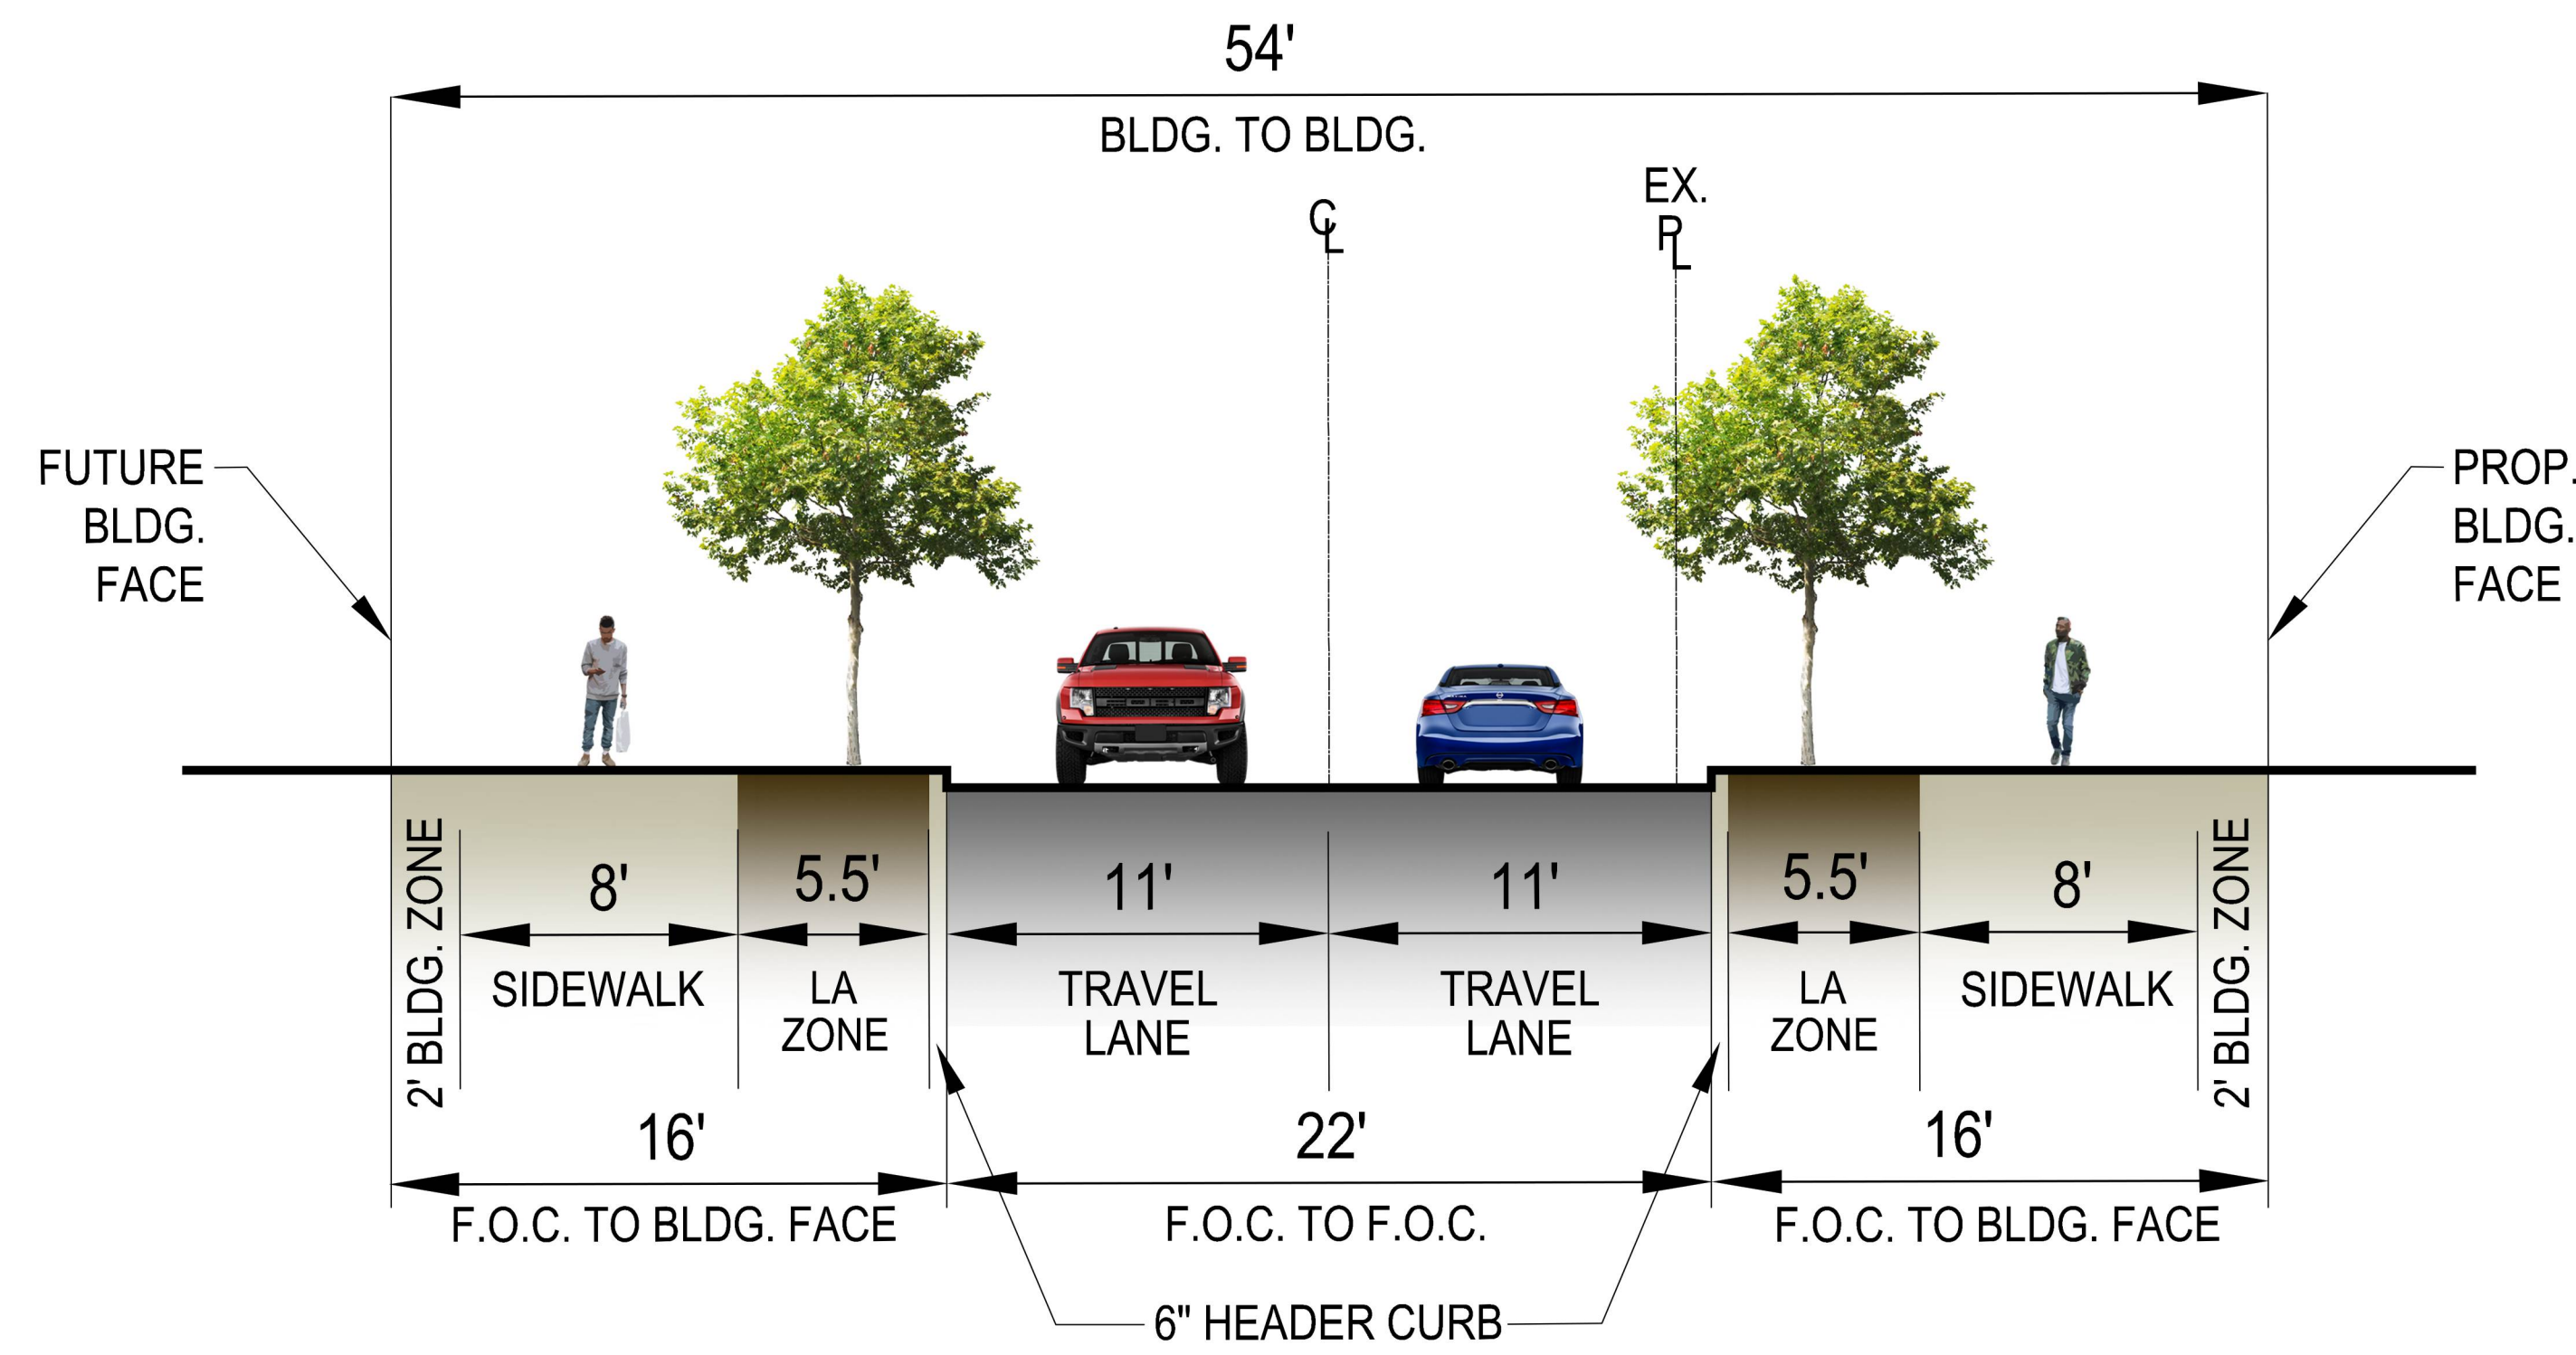 54'
BLDG. TO BLDG.
CL
EX.
PL
FUTURE
BLDG.
FACE
PROP.
BLDG.
FACE
2' BLDG. ZONE
8'
SIDEWALK
5.5'
LA
ZONE
11'
TRAVEL
LANE
11'
TRAVEL
LANE
5.5'
LA
ZONE
8'
SIDEWALK
2' BLDG. ZONE
16'
F.O.C. TO BLDG. FACE
22'
F.O.C. TO F.O.C.
16'
F.O.C. TO BLDG. FACE
6" HEADER CURB